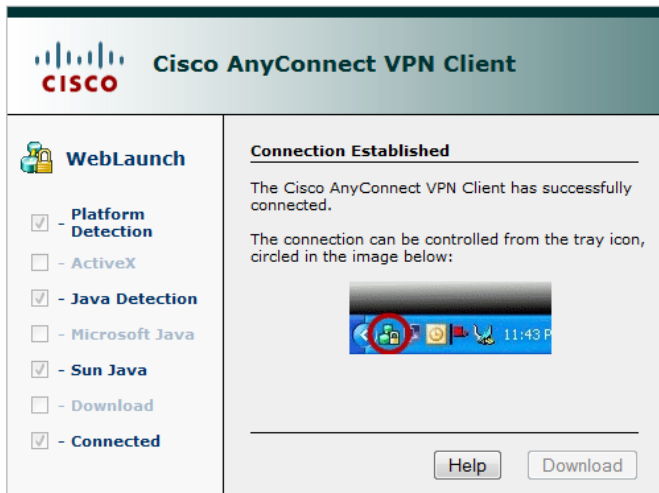 CISCO
Cisco AnyConnect VPN Client
WebLaunch
- Platform
Detection
- ActiveX
- Java Detection
- Microsoft Java
- Sun Java
- Download
- Connected
Connection Established
The Cisco AnyConnect VPN Client has successfully
connected.
The connection can be controlled from the tray icon,
circled in the image below:
11:43 P
Help
Download